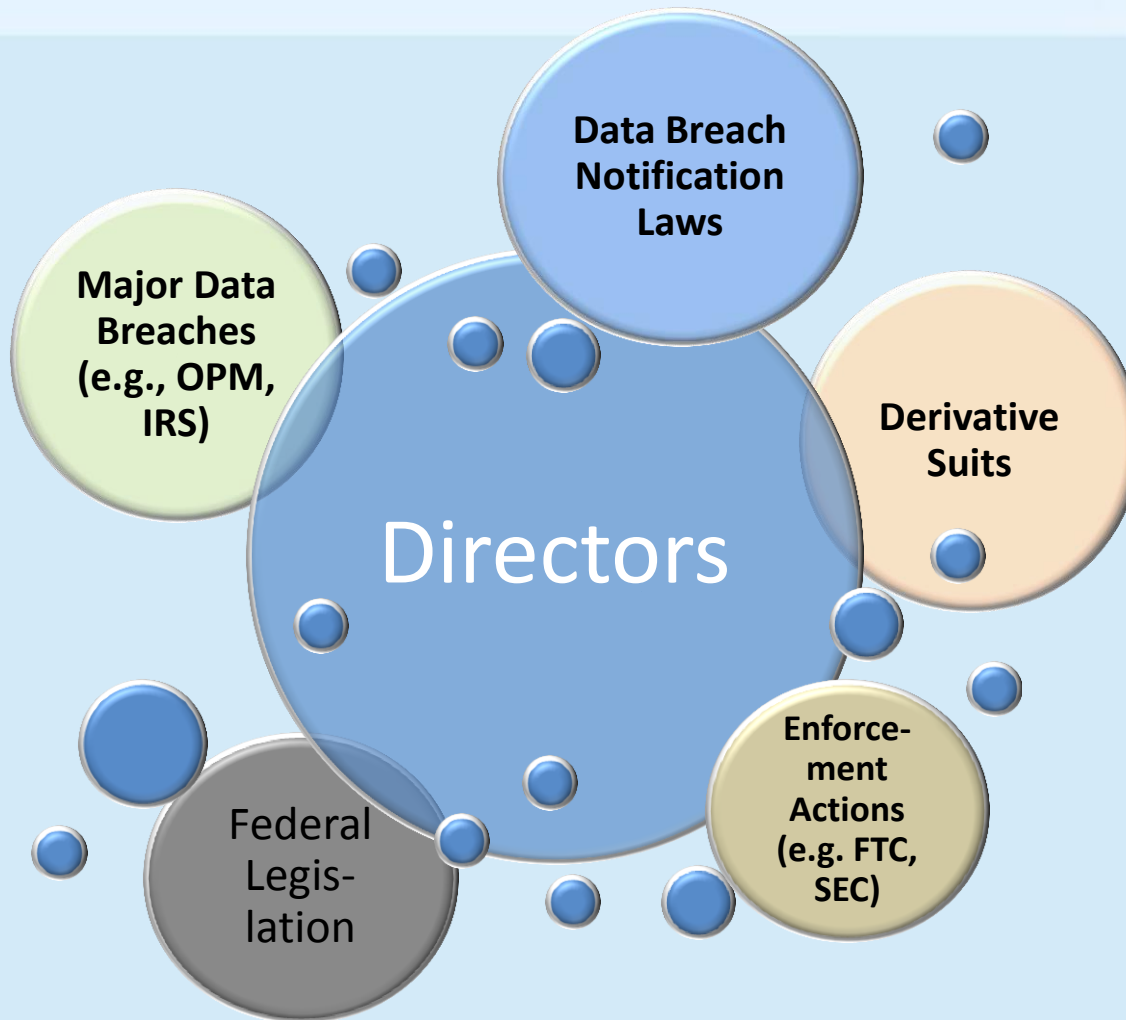 Data Breach
Notification
Laws
Major Data
Breaches
(e.g., OPM,
IRS)
Derivative
Suits
Directors
Enforce-
ment
Actions
(e.g. FTC,
SEC)
Federal
Legis-
lation